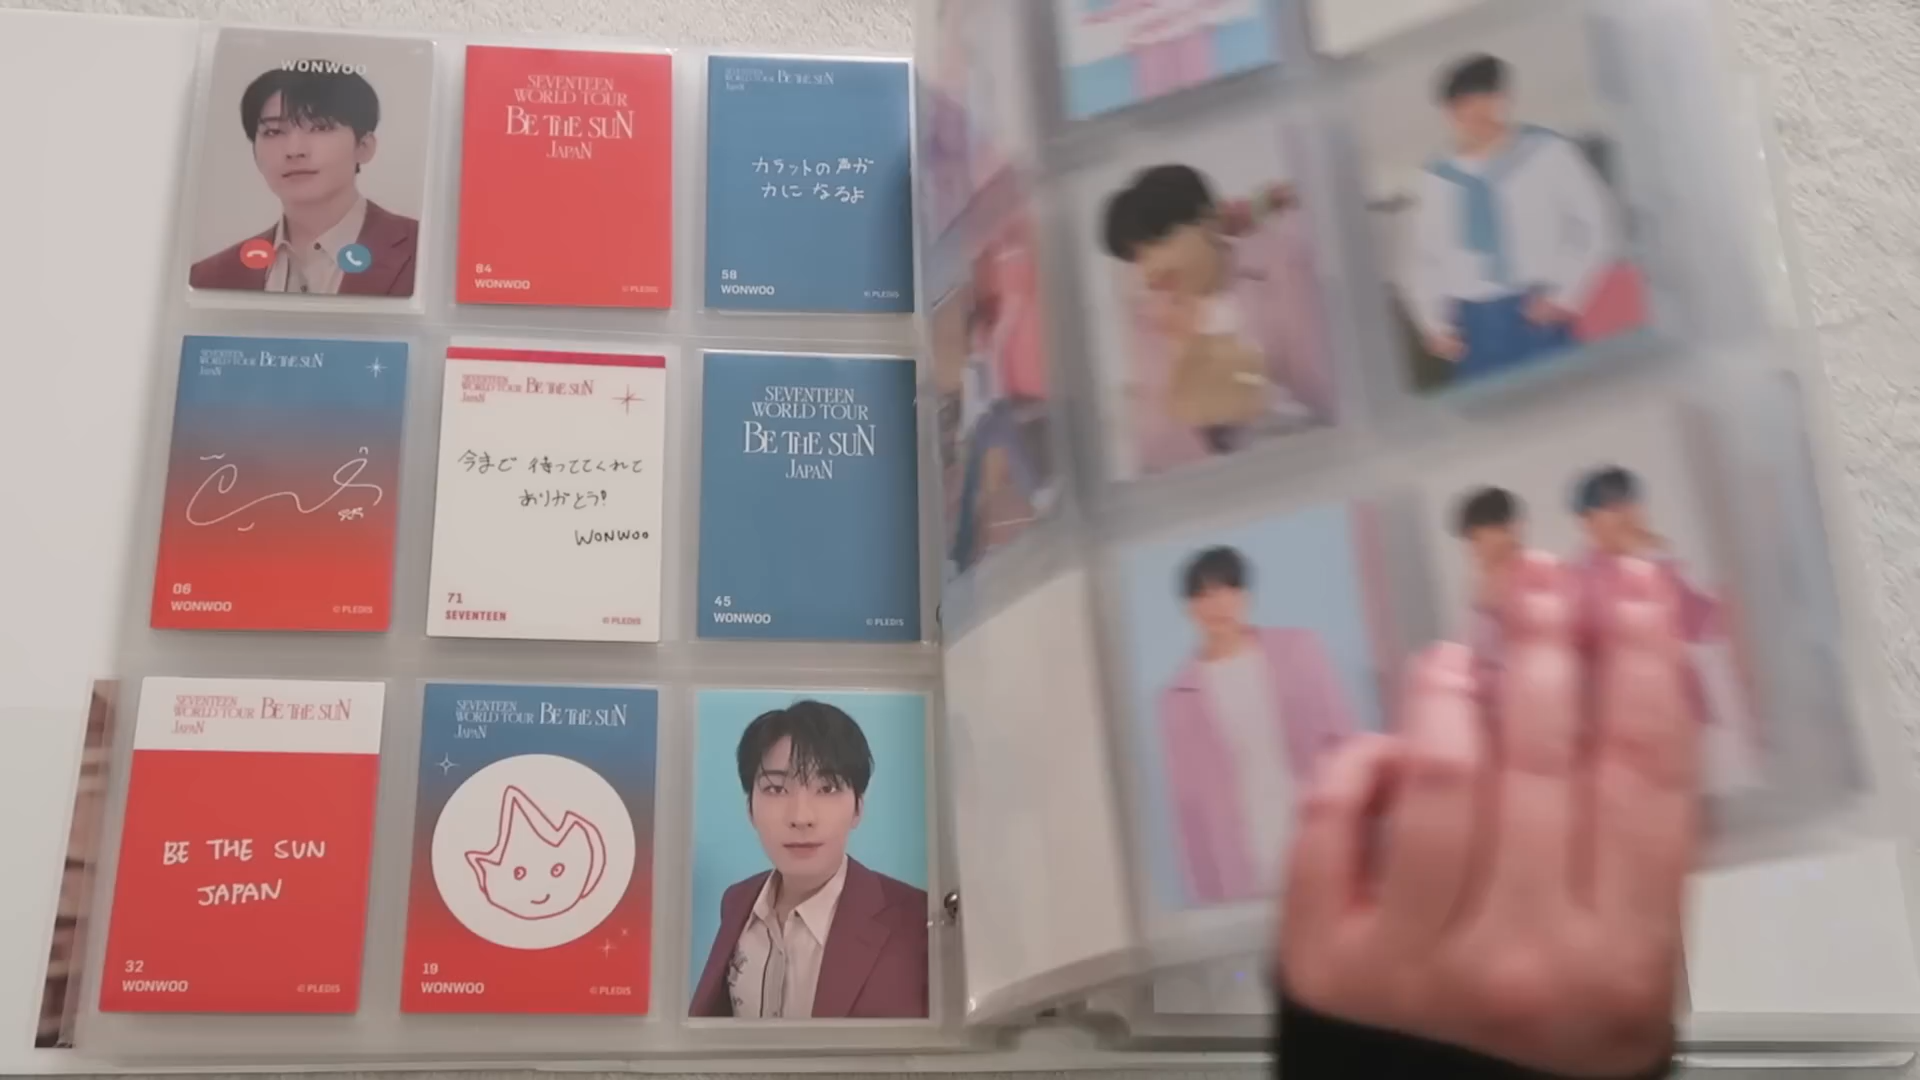 WONWOO
SEVENTEEN
WORLD TOUR
BE THE SUN
JAPAN
84
WONWOO
© PLEDIS
SEVENTEEN
WORLD TOUR BE THE SUN
JAPAN
カラットの声が
力に なるよ
58
WONWOO
© PLEDIS
SEVENTEEN
WORLD TOUR BE THE SUN
JAPAN
06
WONWOO
© PLEDIS
SEVENTEEN
WORLD TOUR BE THE SUN
JAPAN
今まで 待っててくれて
ありがとう!
WONWOO
71
SEVENTEEN
© PLEDIS
SEVENTEEN
WORLD TOUR
BE THE SUN
JAPAN
45
WONWOO
© PLEDIS
SEVENTEEN
WORLD TOUR BE THE SUN
JAPAN
BE THE SUN
JAPAN
32
WONWOO
© PLEDIS
SEVENTEEN
WORLD TOUR BE THE SUN
JAPAN
19
WONWOO
© PLEDIS